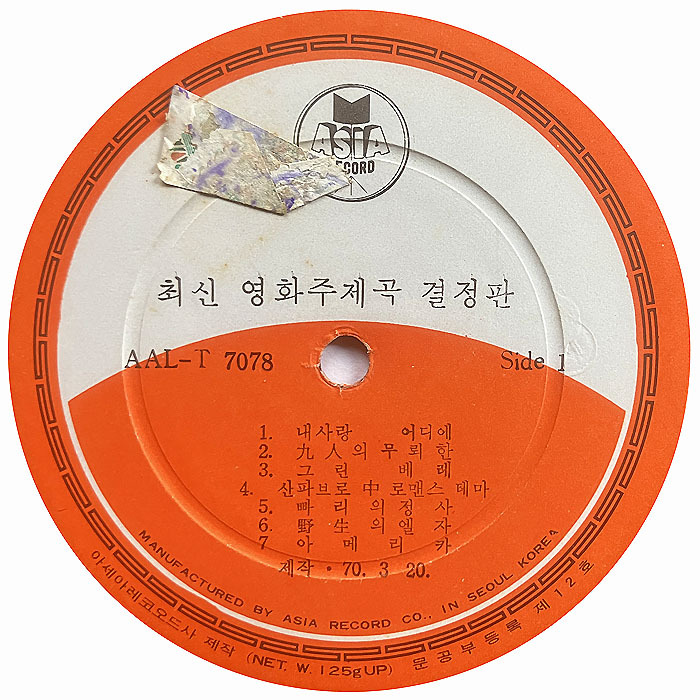 ASIA
RECORD
최신 영화주제곡 결정판
AAL-T 7078 Side 1
1. 내사랑 어디에
2. 九人의 무뢰한
3. 그린 베레
4. 산파브로 中 로맨스 테마
5. 빠리의 정사
6. 野生의 엘자
7 아메리카
제작 · 70. 3 20.
MANUFACTURED BY ASIA RECORD CO., IN SEOUL KOREA
아세아레코오드사 제작 (NET. W. 125g UP) 문공부등록 제12호